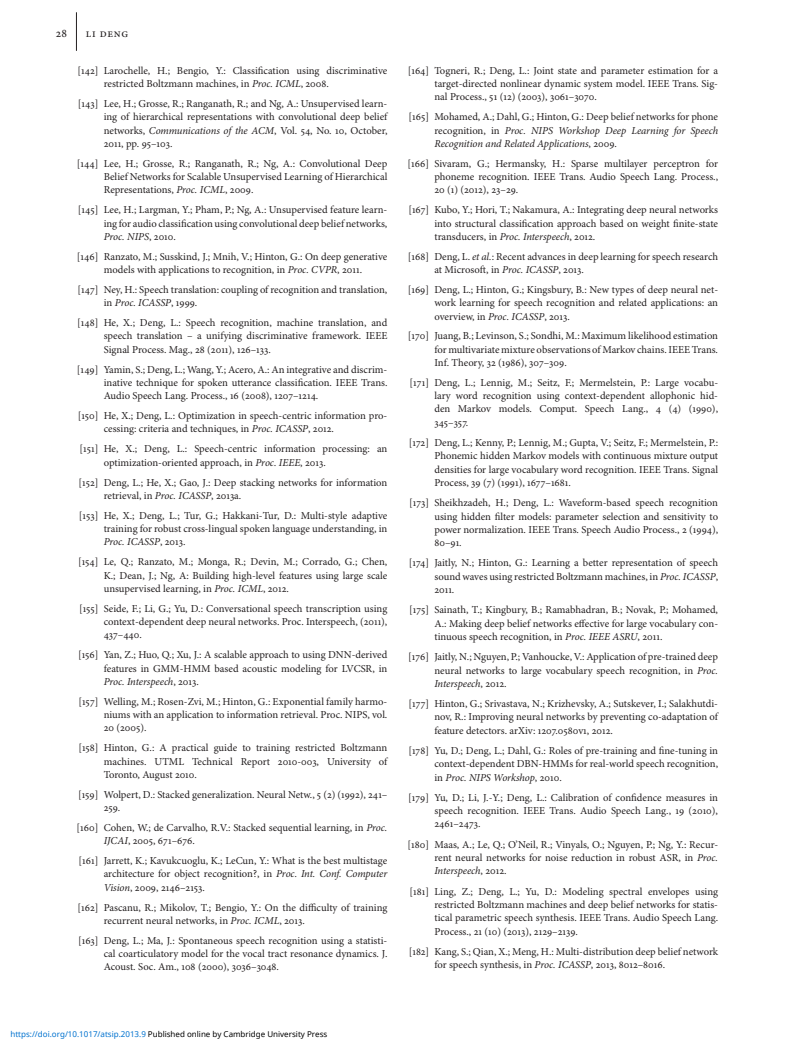 28 LI DENG
[142] Larochelle, H.; Bengio, Y.: Classification using discriminative
restricted Boltzmann machines, in Proc. ICML, 2008.
[143] Lee, H.; Grosse, R.; Ranganath, R.; and Ng, A.: Unsupervised learn-
ing of hierarchical representations with convolutional deep belief
networks, Communications of the ACM, Vol. 54, No. 10, October,
2011, pp. 95–103.
[144] Lee, H.; Grosse, R.; Ranganath, R.; Ng, A.: Convolutional Deep
Belief Networks for Scalable Unsupervised Learning of Hierarchical
Representations, Proc. ICML, 2009.
[145] Lee, H.; Largman, Y.; Pham, P.; Ng, A.: Unsupervised feature learn-
ing for audio classification using convolutional deep belief networks,
Proc. NIPS, 2010.
[146] Ranzato, M.; Susskind, J.; Mnih, V.; Hinton, G.: On deep generative
models with applications to recognition, in Proc. CVPR, 2011.
[147] Ney, H.: Speech translation: coupling of recognition and translation,
in Proc. ICASSP, 1999.
[148] He, X.; Deng, L.: Speech recognition, machine translation, and
speech translation – a unifying discriminative framework. IEEE
Signal Process. Mag., 28 (2011), 126–133.
[149] Yamin, S.; Deng, L.; Wang, Y.; Acero, A.: An integrative and discrim-
inative technique for spoken utterance classification. IEEE Trans.
Audio Speech Lang. Process., 16 (2008), 1207–1214.
[150] He, X.; Deng, L.: Optimization in speech-centric information pro-
cessing: criteria and techniques, in Proc. ICASSP, 2012.
[151] He, X.; Deng, L.: Speech-centric information processing: an
optimization-oriented approach, in Proc. IEEE, 2013.
[152] Deng, L.; He, X.; Gao, J.: Deep stacking networks for information
retrieval, in Proc. ICASSP, 2013a.
[153] He, X.; Deng, L.; Tur, G.; Hakkani-Tur, D.: Multi-style adaptive
training for robust cross-lingual spoken language understanding, in
Proc. ICASSP, 2013.
[154] Le, Q.; Ranzato, M.; Monga, R.; Devin, M.; Corrado, G.; Chen,
K.; Dean, J.; Ng, A: Building high-level features using large scale
unsupervised learning, in Proc. ICML, 2012.
[155] Seide, F.; Li, G.; Yu, D.: Conversational speech transcription using
context-dependent deep neural networks. Proc. Interspeech, (2011),
437–440.
[156] Yan, Z.; Huo, Q.; Xu, J.: A scalable approach to using DNN-derived
features in GMM-HMM based acoustic modeling for LVCSR, in
Proc. Interspeech, 2013.
[157] Welling, M.; Rosen-Zvi, M.; Hinton, G.: Exponential family harmo-
niums with an application to information retrieval. Proc. NIPS, vol.
20 (2005).
[158] Hinton, G.: A practical guide to training restricted Boltzmann
machines. UTML Technical Report 2010-003, University of
Toronto, August 2010.
[159] Wolpert, D.: Stacked generalization. Neural Netw., 5 (2) (1992), 241–
259.
[160] Cohen, W.; de Carvalho, R.V.: Stacked sequential learning, in Proc.
IJCAI, 2005, 671–676.
[161] Jarrett, K.; Kavukcuoglu, K.; LeCun, Y.: What is the best multistage
architecture for object recognition?, in Proc. Int. Conf. Computer
Vision, 2009, 2146–2153.
[162] Pascanu, R.; Mikolov, T.; Bengio, Y.: On the difficulty of training
recurrent neural networks, in Proc. ICML, 2013.
[163] Deng, L.; Ma, J.: Spontaneous speech recognition using a statisti-
cal coarticulatory model for the vocal tract resonance dynamics. J.
Acoust. Soc. Am., 108 (2000), 3036–3048.
[164] Togneri, R.; Deng, L.: Joint state and parameter estimation for a
target-directed nonlinear dynamic system model. IEEE Trans. Sig-
nal Process., 51 (12) (2003), 3061–3070.
[165] Mohamed, A.; Dahl, G.; Hinton, G.: Deep belief networks for phone
recognition, in Proc. NIPS Workshop Deep Learning for Speech
Recognition and Related Applications, 2009.
[166] Sivaram, G.; Hermansky, H.: Sparse multilayer perceptron for
phoneme recognition. IEEE Trans. Audio Speech Lang. Process.,
20 (1) (2012), 23–29.
[167] Kubo, Y.; Hori, T.; Nakamura, A.: Integrating deep neural networks
into structural classification approach based on weight finite-state
transducers, in Proc. Interspeech, 2012.
[168] Deng, L. et al.: Recent advances in deep learning for speech research
at Microsoft, in Proc. ICASSP, 2013.
[169] Deng, L.; Hinton, G.; Kingsbury, B.: New types of deep neural net-
work learning for speech recognition and related applications: an
overview, in Proc. ICASSP, 2013.
[170] Juang, B.; Levinson, S.; Sondhi, M.: Maximum likelihood estimation
for multivariate mixture observations of Markov chains. IEEE Trans.
Inf. Theory, 32 (1986), 307–309.
[171] Deng, L.; Lennig, M.; Seitz, F.; Mermelstein, P.: Large vocabu-
lary word recognition using context-dependent allophonic hid-
den Markov models. Comput. Speech Lang., 4 (4) (1990),
345–357.
[172] Deng, L.; Kenny, P.; Lennig, M.; Gupta, V.; Seitz, F.; Mermelstein, P.:
Phonemic hidden Markov models with continuous mixture output
densities for large vocabulary word recognition. IEEE Trans. Signal
Process, 39 (7) (1991), 1677–1681.
[173] Sheikhzadeh, H.; Deng, L.: Waveform-based speech recognition
using hidden filter models: parameter selection and sensitivity to
power normalization. IEEE Trans. Speech Audio Process., 2 (1994),
80–91.
[174] Jaitly, N.; Hinton, G.: Learning a better representation of speech
sound waves using restricted Boltzmann machines, in Proc. ICASSP,
2011.
[175] Sainath, T.; Kingbury, B.; Ramabhadran, B.; Novak, P.; Mohamed,
A.: Making deep belief networks effective for large vocabulary con-
tinuous speech recognition, in Proc. IEEE ASRU, 2011.
[176] Jaitly, N.; Nguyen, P.; Vanhoucke, V.: Application of pre-trained deep
neural networks to large vocabulary speech recognition, in Proc.
Interspeech, 2012.
[177] Hinton, G.; Srivastava, N.; Krizhevsky, A.; Sutskever, I.; Salakhutdi-
nov, R.: Improving neural networks by preventing co-adaptation of
feature detectors. arXiv: 1207.0580v1, 2012.
[178] Yu, D.; Deng, L.; Dahl, G.: Roles of pre-training and fine-tuning in
context-dependent DBN-HMMs for real-world speech recognition,
in Proc. NIPS Workshop, 2010.
[179] Yu, D.; Li, J.-Y.; Deng, L.: Calibration of confidence measures in
speech recognition. IEEE Trans. Audio Speech Lang., 19 (2010),
2461–2473.
[180] Maas, A.; Le, Q.; O'Neil, R.; Vinyals, O.; Nguyen, P.; Ng, Y.: Recur-
rent neural networks for noise reduction in robust ASR, in Proc.
Interspeech, 2012.
[181] Ling, Z.; Deng, L.; Yu, D.: Modeling spectral envelopes using
restricted Boltzmann machines and deep belief networks for statis-
tical parametric speech synthesis. IEEE Trans. Audio Speech Lang.
Process., 21 (10) (2013), 2129–2139.
[182] Kang, S.; Qian, X.; Meng, H.: Multi-distribution deep belief network
for speech synthesis, in Proc. ICASSP, 2013, 8012–8016.
https://doi.org/10.1017/atsip.2013.9 Published online by Cambridge University Press